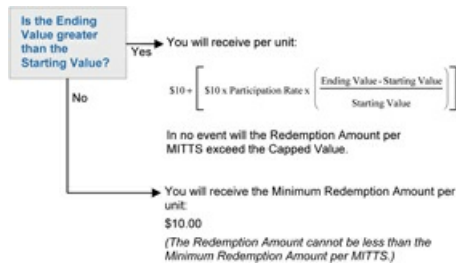 Is the Ending
Value greater
than the
Starting Value?
Yes
You will receive per unit:
$10 + [ $10 x Participation Rate x ( Ending Value - Starting Value / Starting Value ) ]
In no event will the Redemption Amount per
MITTS exceed the Capped Value.
No
You will receive the Minimum Redemption Amount per
unit:
$10.00
(The Redemption Amount cannot be less than the
Minimum Redemption Amount per MITTS.)